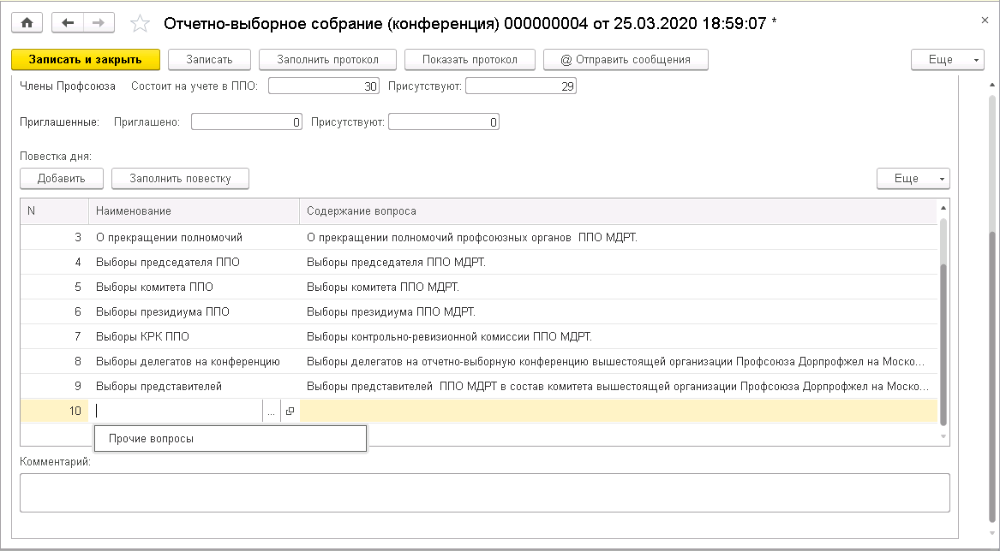 Отчетно-выборное собрание (конференция) 000000004 от 25.03.2020 18:59:07 *
Записать и закрыть Записать Заполнить протокол Показать протокол @ Отправить сообщения Еще
Члены Профсоюза Состоит на учете в ППО: 30 Присутствуют: 29
Приглашенные: Приглашено: 0 Присутствуют: 0
Повестка дня:
Добавить Заполнить повестку Еще
N Наименование Содержание вопроса
3 О прекращении полномочий О прекращении полномочий профсоюзных органов ППО МДРТ.
4 Выборы председателя ППО Выборы председателя ППО МДРТ.
5 Выборы комитета ППО Выборы комитета ППО МДРТ.
6 Выборы президиума ППО Выборы президиума ППО МДРТ.
7 Выборы КРК ППО Выборы контрольно-ревизионной комиссии ППО МДРТ.
8 Выборы делегатов на конференцию Выборы делегатов на отчетно-выборную конференцию вышестоящей организации Профсоюза Дорпрофжел на Моско...
9 Выборы представителей Выборы представителей ППО МДРТ в состав комитета вышестоящей организации Профсоюза Дорпрофжел на Моско...
10 ...
Прочие вопросы
Комментарий: